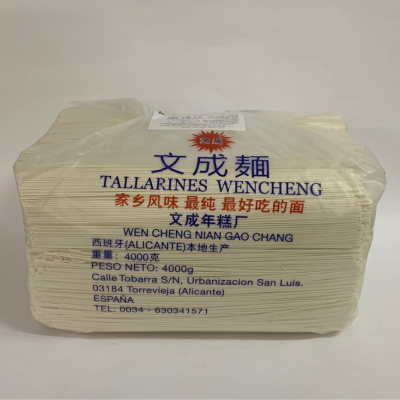 文成麵
TALLARINES WENCHENG
家乡风味 最纯 最好吃的面
文成年糕厂
WEN CHENG NIAN GAO CHANG
西班牙(ALICANTE)本地生产
重量: 4000克
PESO NETO: 4000g
Calle Tobarra S/N, Urbanizacion San Luis.
03184 Torrevieja (Alicante)
ESPAÑA
TEL: 0034 - 630341571